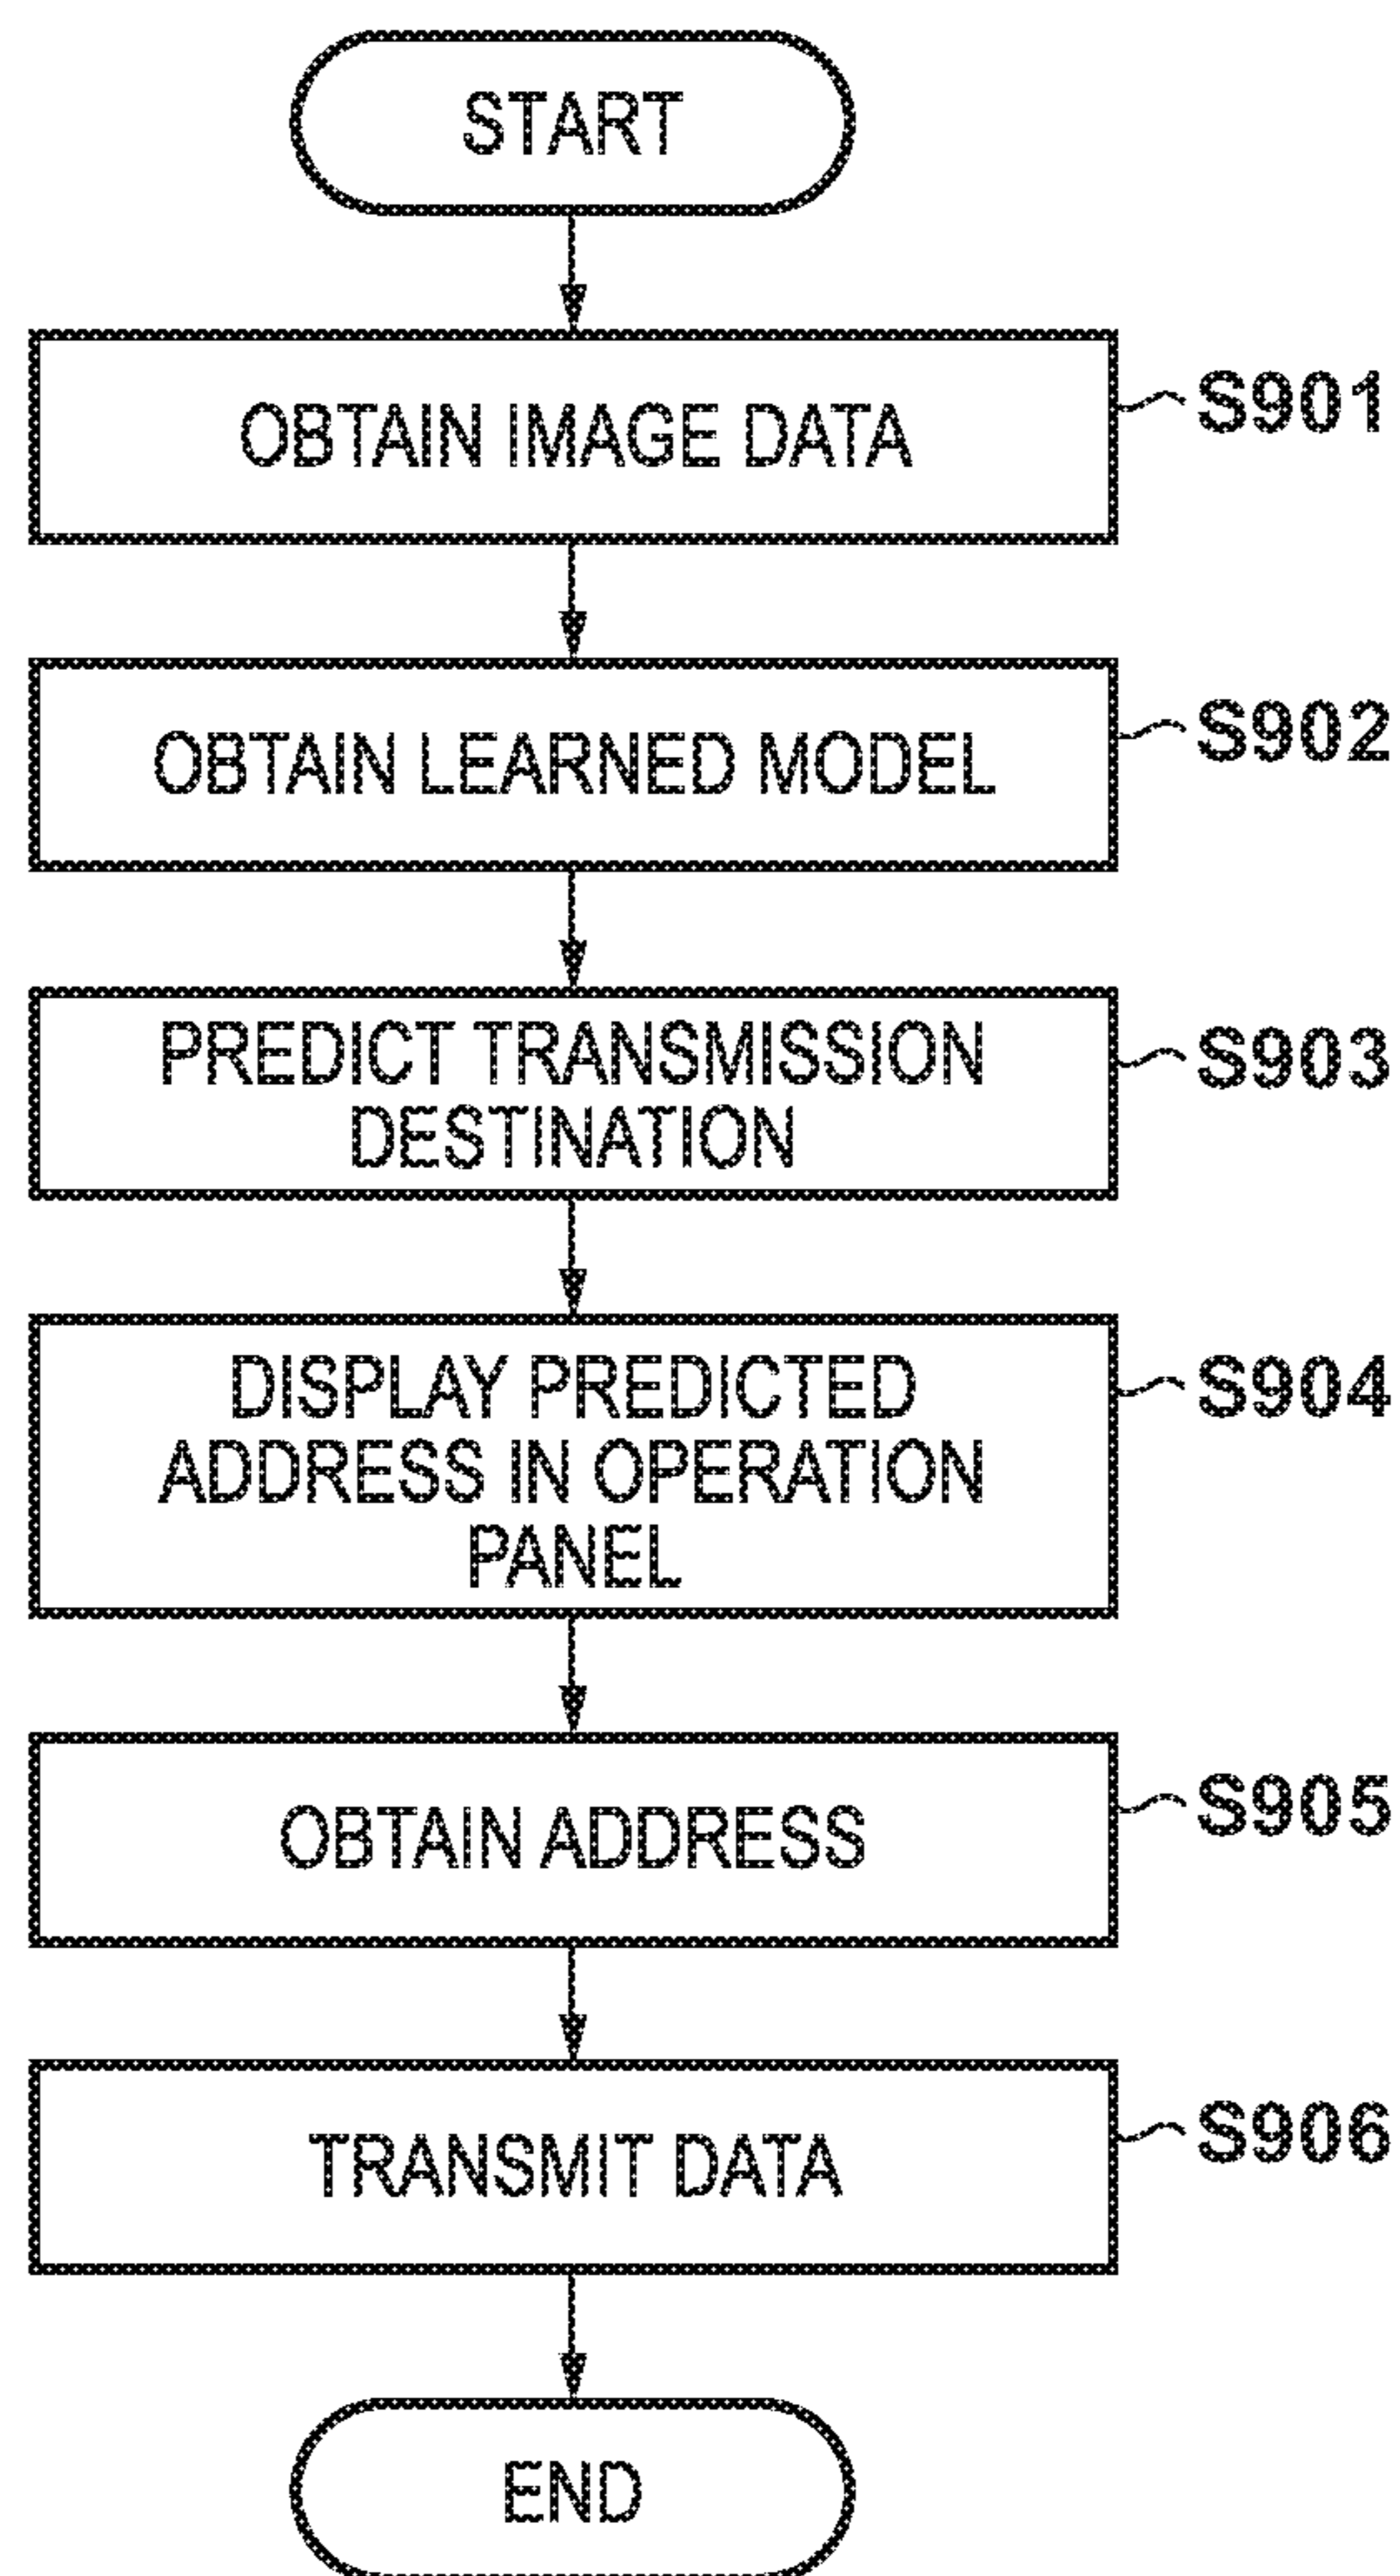 START
OBTAIN IMAGE DATA
S901
OBTAIN LEARNED MODEL
S902
PREDICT TRANSMISSION
DESTINATION
S903
DISPLAY PREDICTED
ADDRESS IN OPERATION
PANEL
S904
OBTAIN ADDRESS
S905
TRANSMIT DATA
S906
END